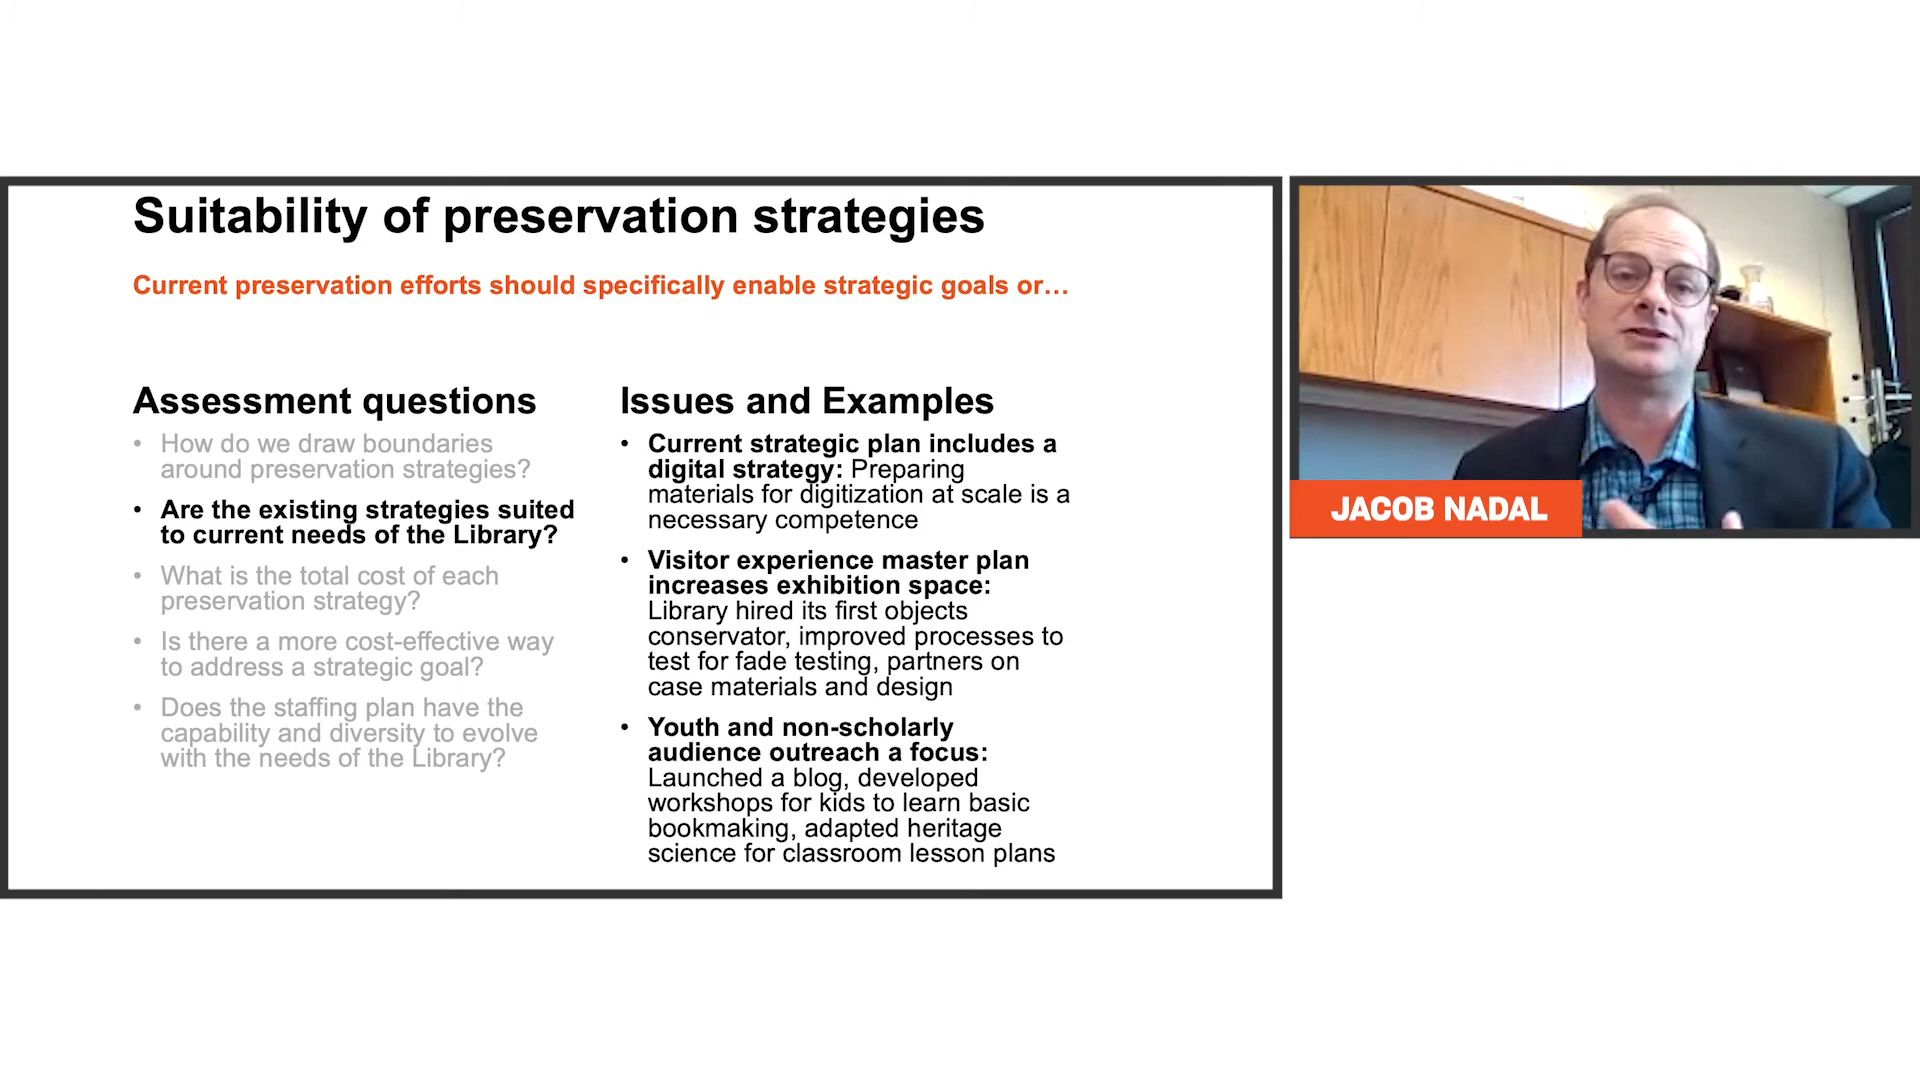 Suitability of preservation strategies
Current preservation efforts should specifically enable strategic goals or…
Assessment questions
• How do we draw boundaries
around preservation strategies?
• Are the existing strategies suited
to current needs of the Library?
• What is the total cost of each
preservation strategy?
• Is there a more cost-effective way
to address a strategic goal?
• Does the staffing plan have the
capability and diversity to evolve
with the needs of the Library?
Issues and Examples
• Current strategic plan includes a
digital strategy: Preparing
materials for digitization at scale is a
necessary competence
• Visitor experience master plan
increases exhibition space:
Library hired its first objects
conservator, improved processes to
test for fade testing, partners on
case materials and design
• Youth and non-scholarly
audience outreach a focus:
Launched a blog, developed
workshops for kids to learn basic
bookmaking, adapted heritage
science for classroom lesson plans
JACOB NADAL